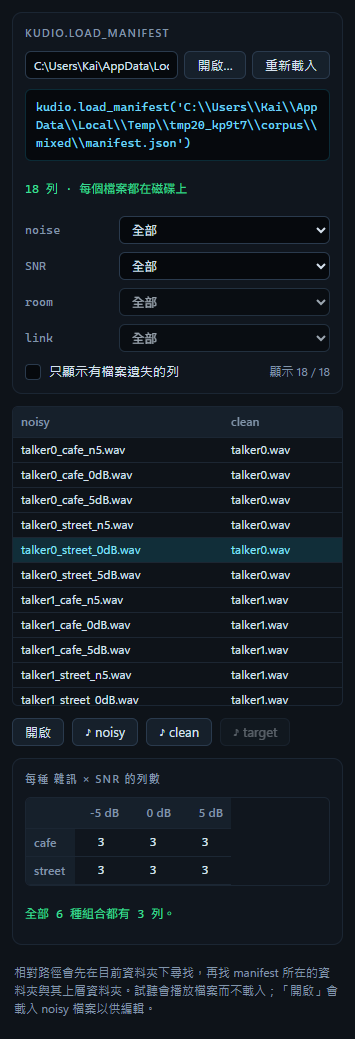 KUDIO.LOAD_MANIFEST
C:\Users\Kai\AppData\Loc 開啟... 重新載入
kudio.load_manifest('C:\\Users\\Kai\\App
Data\\Local\\Temp\\tmp20_kp9t7\\corpus\\
mixed\\manifest.json')
18 列 · 每個檔案都在磁碟上
noise 全部
SNR 全部
room 全部
link 全部
只顯示有檔案遺失的列 顯示 18 / 18
noisy clean
talker0_cafe_n5.wav talker0.wav
talker0_cafe_0dB.wav talker0.wav
talker0_cafe_5dB.wav talker0.wav
talker0_street_n5.wav talker0.wav
talker0_street_0dB.wav talker0.wav
talker0_street_5dB.wav talker0.wav
talker1_cafe_n5.wav talker1.wav
talker1_cafe_0dB.wav talker1.wav
talker1_cafe_5dB.wav talker1.wav
talker1_street_n5.wav talker1.wav
talker1_street_0dB.wav talker1.wav
開啟 ♪ noisy ♪ clean ♪ target
每種 雜訊 × SNR 的列數
-5 dB 0 dB 5 dB
cafe 3 3 3
street 3 3 3
全部 6 種組合都有 3 列。
相對路徑會先在目前資料夾下尋找，再找 manifest 所在的資
料夾與其上層資料夾。試聽會播放檔案而不載入；「開啟」會
載入 noisy 檔案以供編輯。